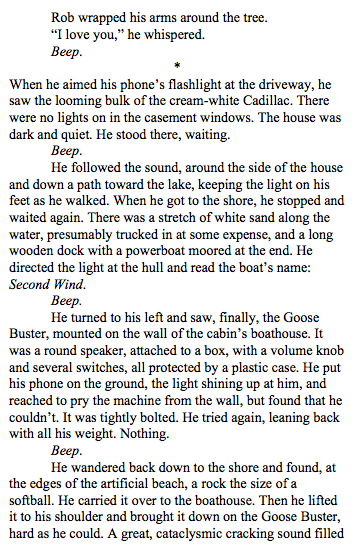 Rob wrapped his arms around the tree.
“I love you,” he whispered.
Beep.
*
When he aimed his phone’s flashlight at the driveway, he
saw the looming bulk of the cream-white Cadillac. There
were no lights on in the casement windows. The house was
dark and quiet. He stood there, waiting.
Beep.
He followed the sound, around the side of the house
and down a path toward the lake, keeping the light on his
feet as he walked. When he got to the shore, he stopped and
waited again. There was a stretch of white sand along the
water, presumably trucked in at some expense, and a long
wooden dock with a powerboat moored at the end. He
directed the light at the hull and read the boat’s name:
Second Wind.
Beep.
He turned to his left and saw, finally, the Goose
Buster, mounted on the wall of the cabin’s boathouse. It
was a round speaker, attached to a box, with a volume knob
and several switches, all protected by a plastic case. He put
his phone on the ground, the light shining up at him, and
reached to pry the machine from the wall, but found that he
couldn’t. It was tightly bolted. He tried again, leaning back
with all his weight. Nothing.
Beep.
He wandered back down to the shore and found, at
the edges of the artificial beach, a rock the size of a
softball. He carried it over to the boathouse. Then he lifted
it to his shoulder and brought it down on the Goose Buster,
hard as he could. A great, cataclysmic cracking sound filled